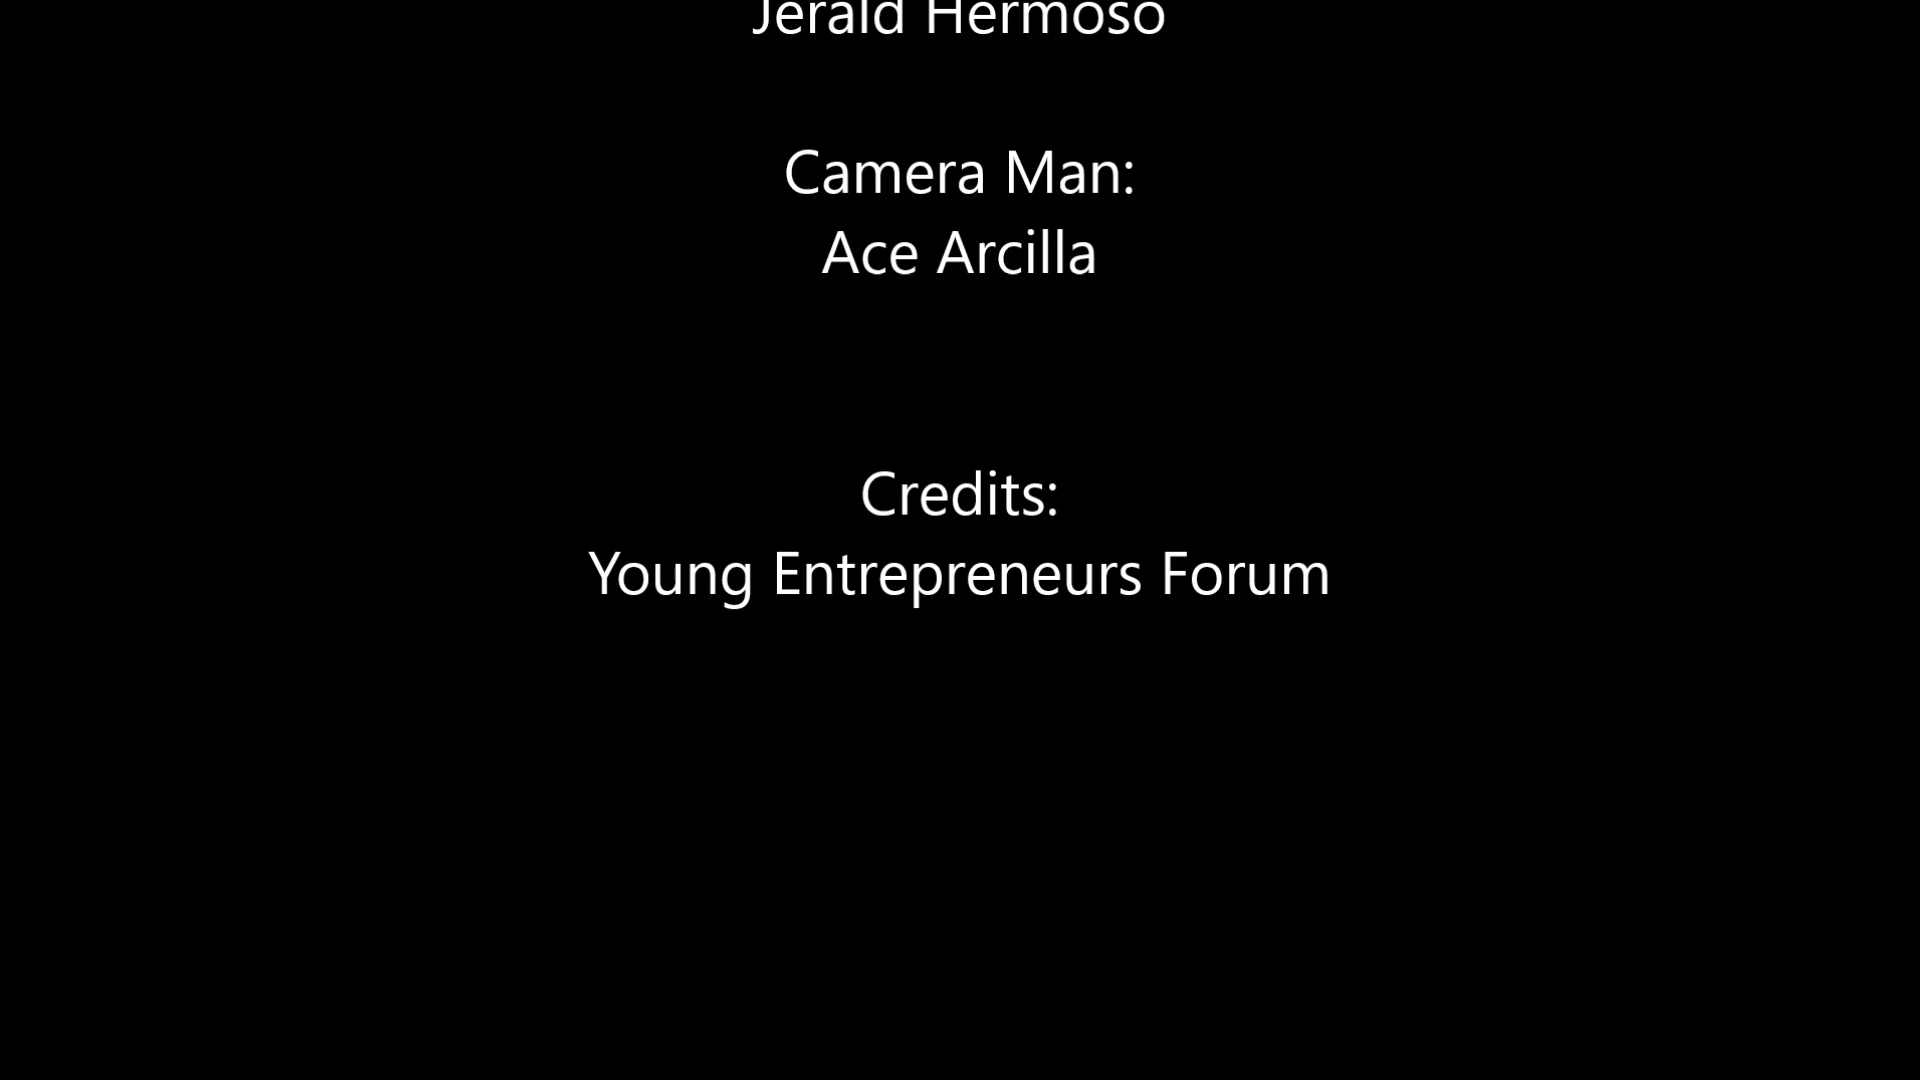 Jerald Hermoso
Camera Man:
Ace Arcilla
Credits:
Young Entrepreneurs Forum